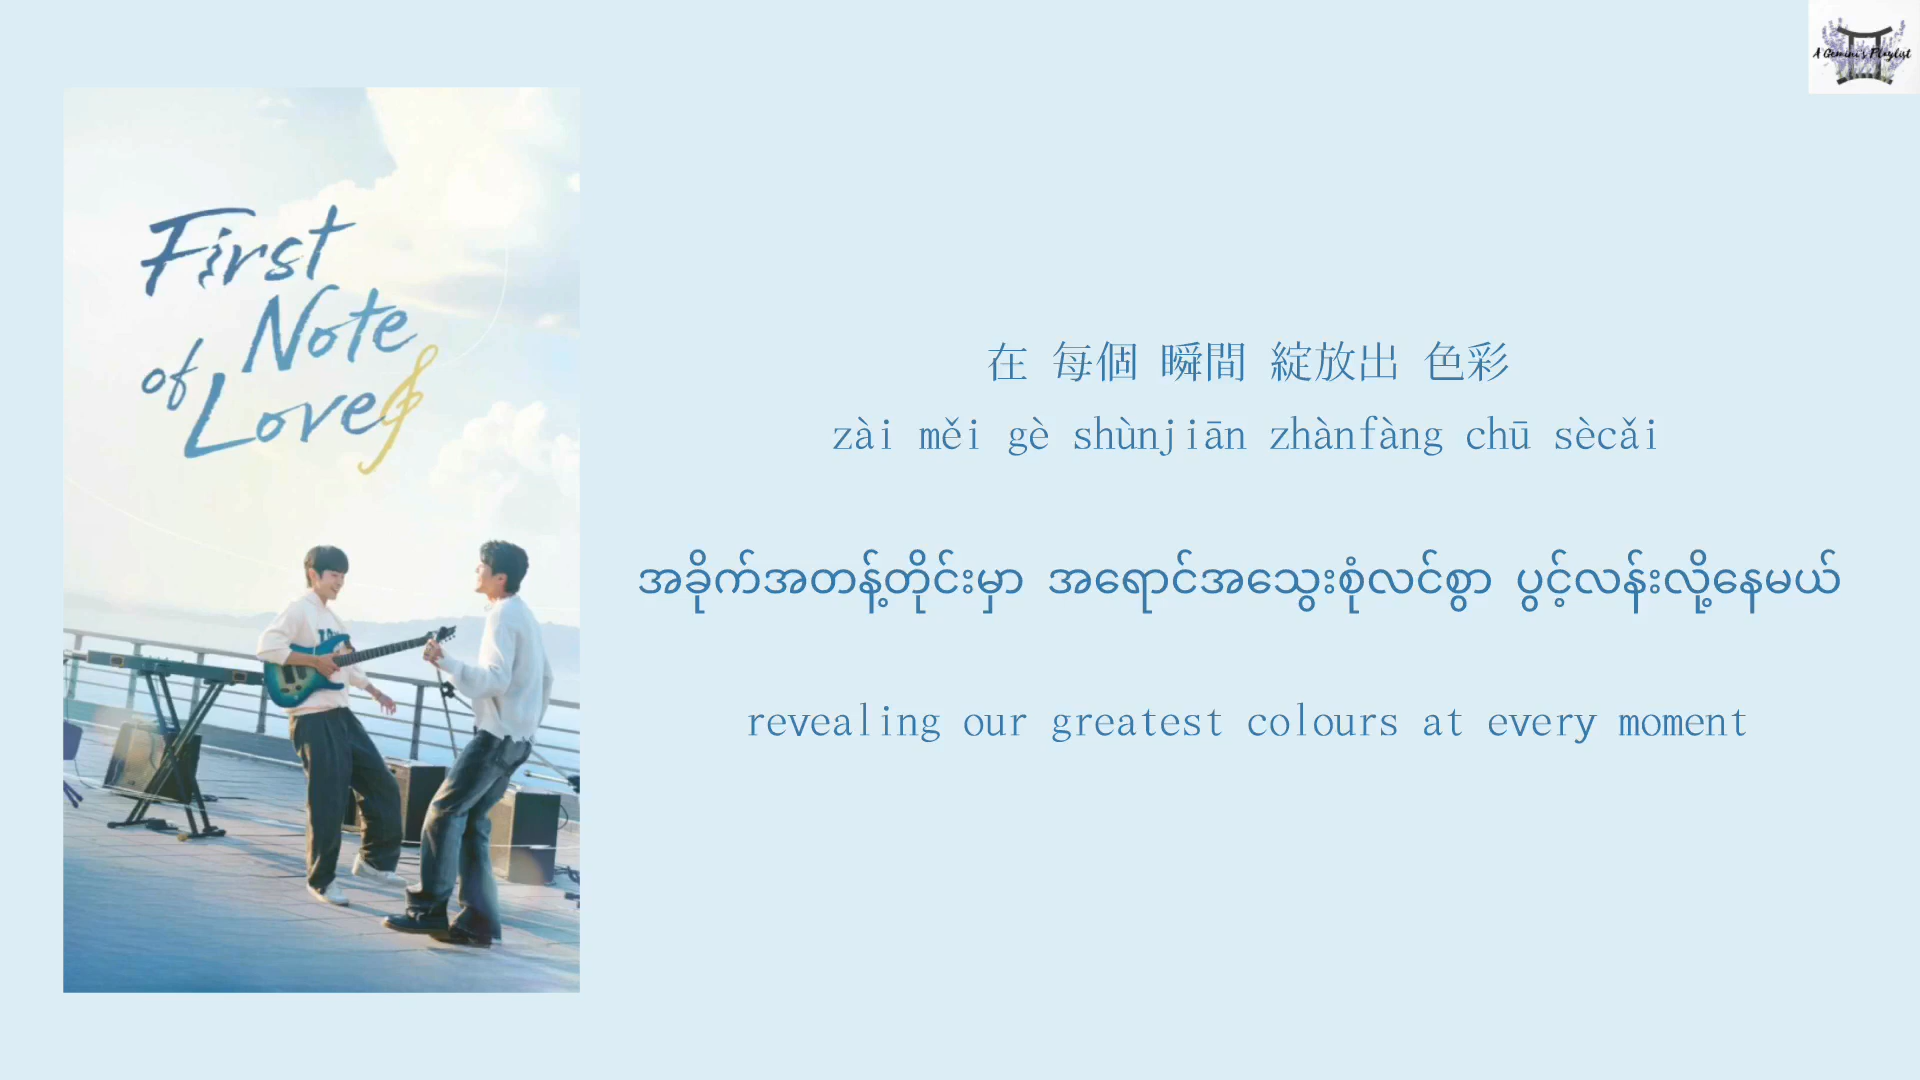 A Gemini's Playlist
First
Note
of
Love
在 每個 瞬間 綻放出 色彩
zài měi gè shùnjiān zhànfàng chū sècǎi
အခိုက်အတန့်တိုင်းမှာ အရောင်အသွေးစုံလင်စွာ ပွင့်လန်းလို့နေမယ်
revealing our greatest colours at every moment